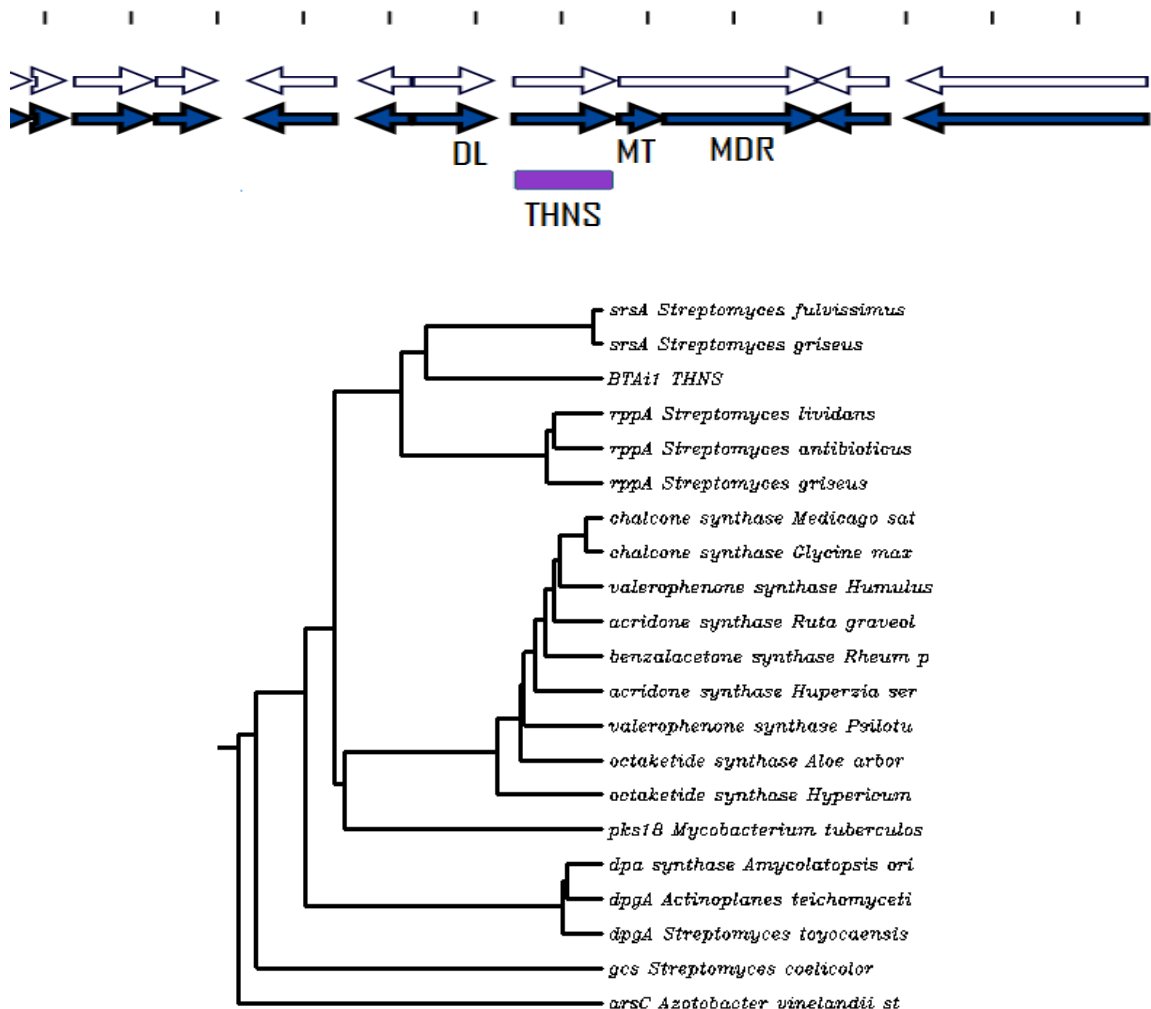 DL
MT
MDR
THNS
srsA Streptomyces fulvissimus
srsA Streptomyces griseus
BTAi1 THNS
rppA Streptomyces lividans
rppA Streptomyces antibioticus
rppA Streptomyces griseus
chalcone synthase Medicago sat
chalcone synthase Glycine max
valerophenone synthase Humulus
acridone synthase Ruta graveol
benzalacetone synthase Rheum p
acridone synthase Huperzia ser
valerophenone synthase Psilotu
octaketide synthase Aloe arbor
octaketide synthase Hypericum
pks18 Mycobacterium tuberculos
dpa synthase Amycolatopsis ori
dpgA Actinoplanes teichomyceti
dpgA Streptomyces toyocaensis
gcs Streptomyces coelicolor
arsC Azotobacter vinelandii st